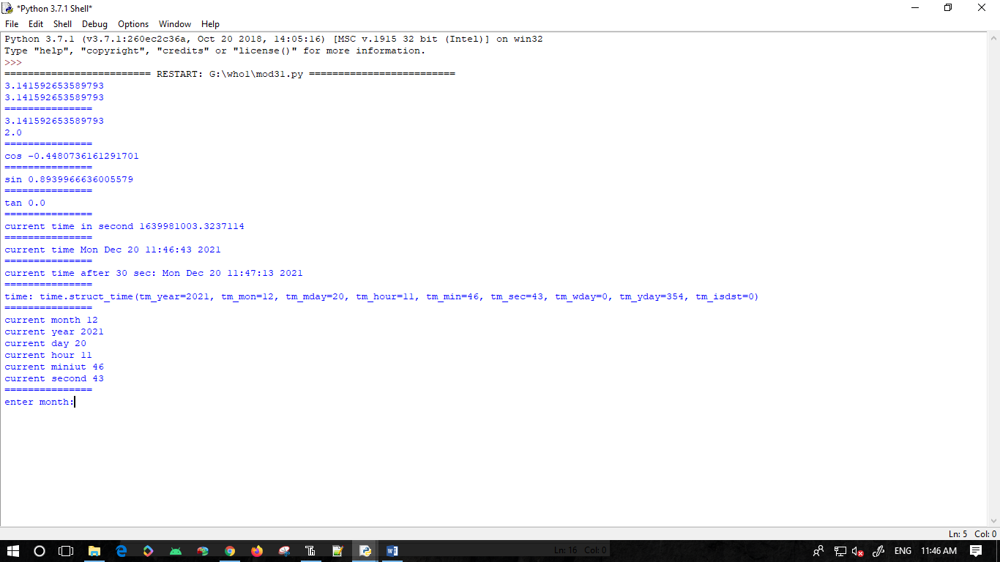 *Python 3.7.1 Shell*
File Edit Shell Debug Options Window Help
Python 3.7.1 (v3.7.1:260ec2c36a, Oct 20 2018, 14:05:16) [MSC v.1915 32 bit (Intel)] on win32
Type "help", "copyright", "credits" or "license()" for more information.
>>>
========================= RESTART: G:\who1\mod31.py =========================
3.141592653589793
3.141592653589793
===============
3.141592653589793
2.0
===============
cos -0.4480736161291701
===============
sin 0.8939966636005579
===============
tan 0.0
===============
current time in second 1639981003.3237114
===============
current time Mon Dec 20 11:46:43 2021
===============
current time after 30 sec: Mon Dec 20 11:47:13 2021
===============
time: time.struct_time(tm_year=2021, tm_mon=12, tm_mday=20, tm_hour=11, tm_min=46, tm_sec=43, tm_wday=0, tm_yday=354, tm_isdst=0)
===============
current month 12
current year 2021
current day 20
current hour 11
current miniut 46
current second 43
===============
enter month:
Ln: 5 Col: 0
Ln: 16 Col: 0
ENG 11:46 AM